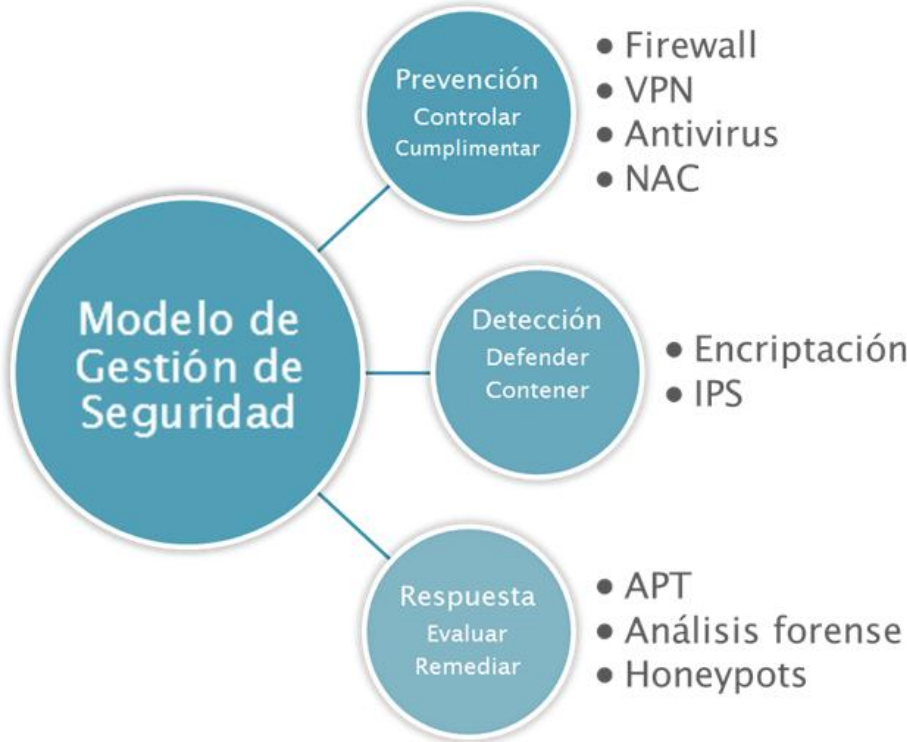 Modelo de
Gestión de
Seguridad
Prevención
Controlar
Cumplimentar
• Firewall
• VPN
• Antivirus
• NAC
Detección
Defender
Contener
• Encriptación
• IPS
Respuesta
Evaluar
Remediar
• APT
• Análisis forense
• Honeypots